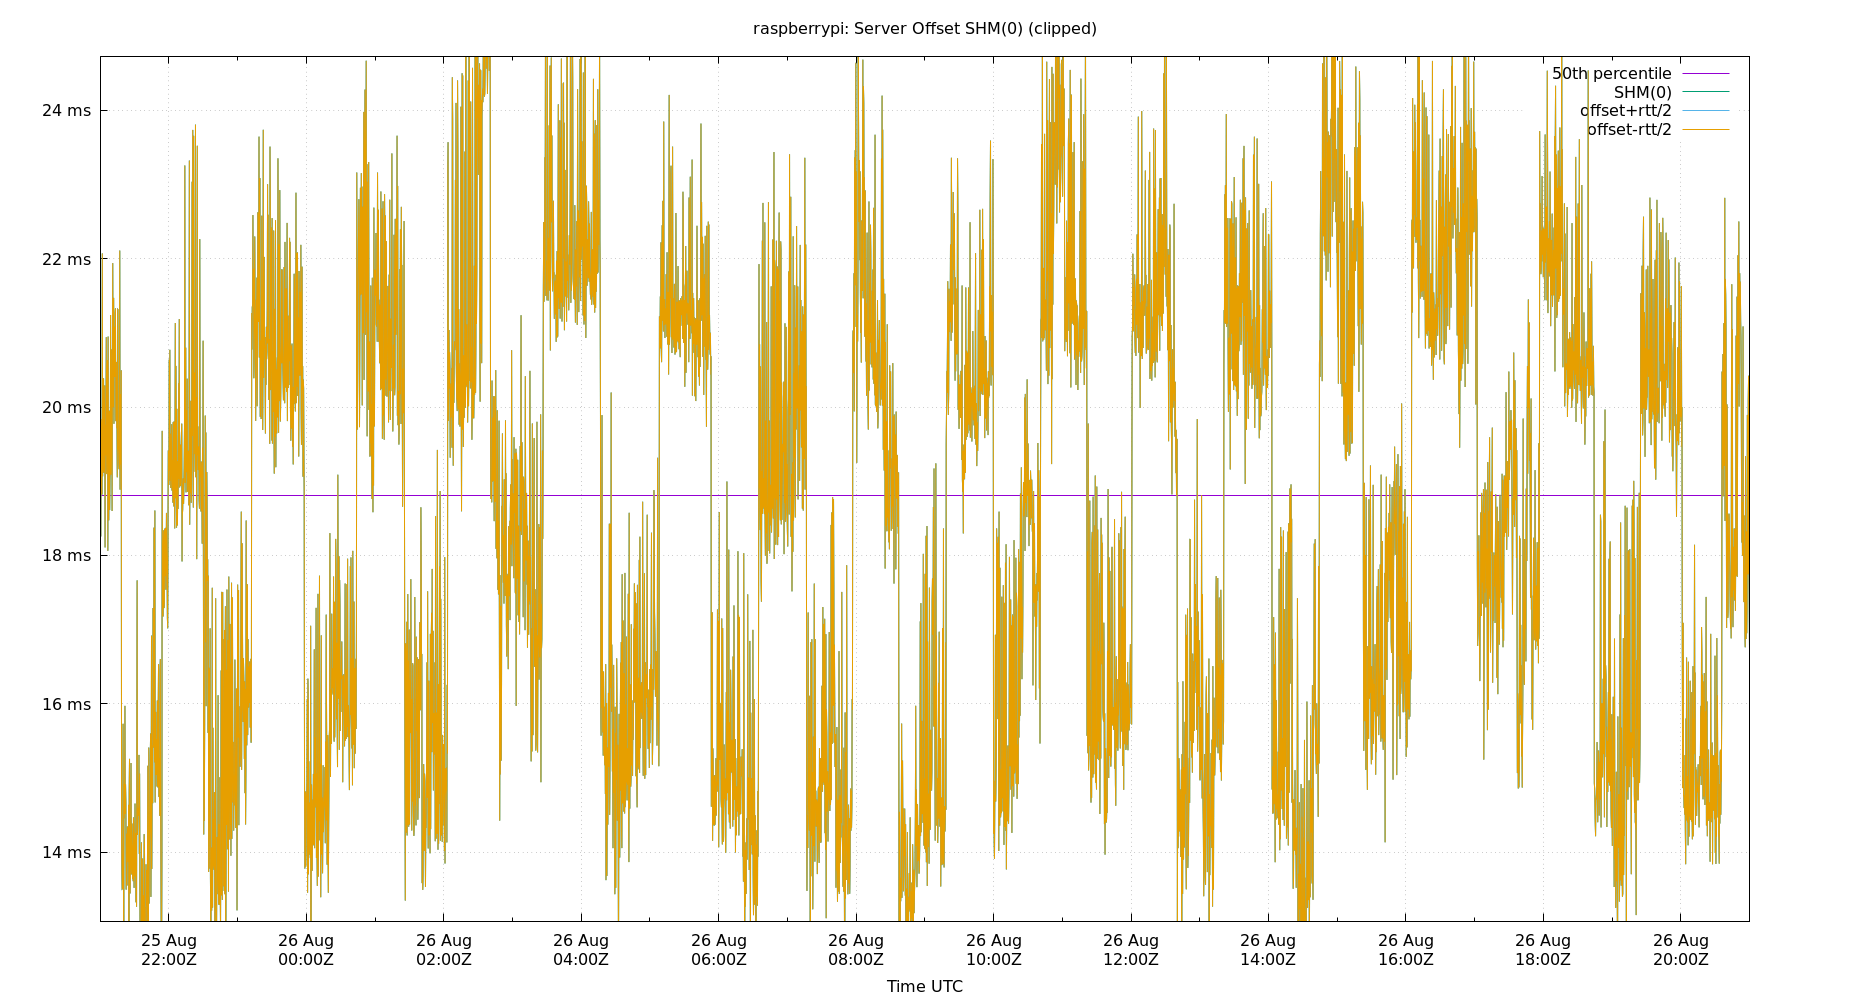 raspberrypi: Server Offset SHM(0) (clipped)
50th percentile
SHM(0)
offset+rtt/2
offset-rtt/2
24 ms
22 ms
20 ms
18 ms
16 ms
14 ms
25 Aug 26 Aug 26 Aug 26 Aug 26 Aug 26 Aug 26 Aug 26 Aug 26 Aug 26 Aug 26 Aug 26 Aug
22:00Z 00:00Z 02:00Z 04:00Z 06:00Z 08:00Z 10:00Z 12:00Z 14:00Z 16:00Z 18:00Z 20:00Z
Time UTC